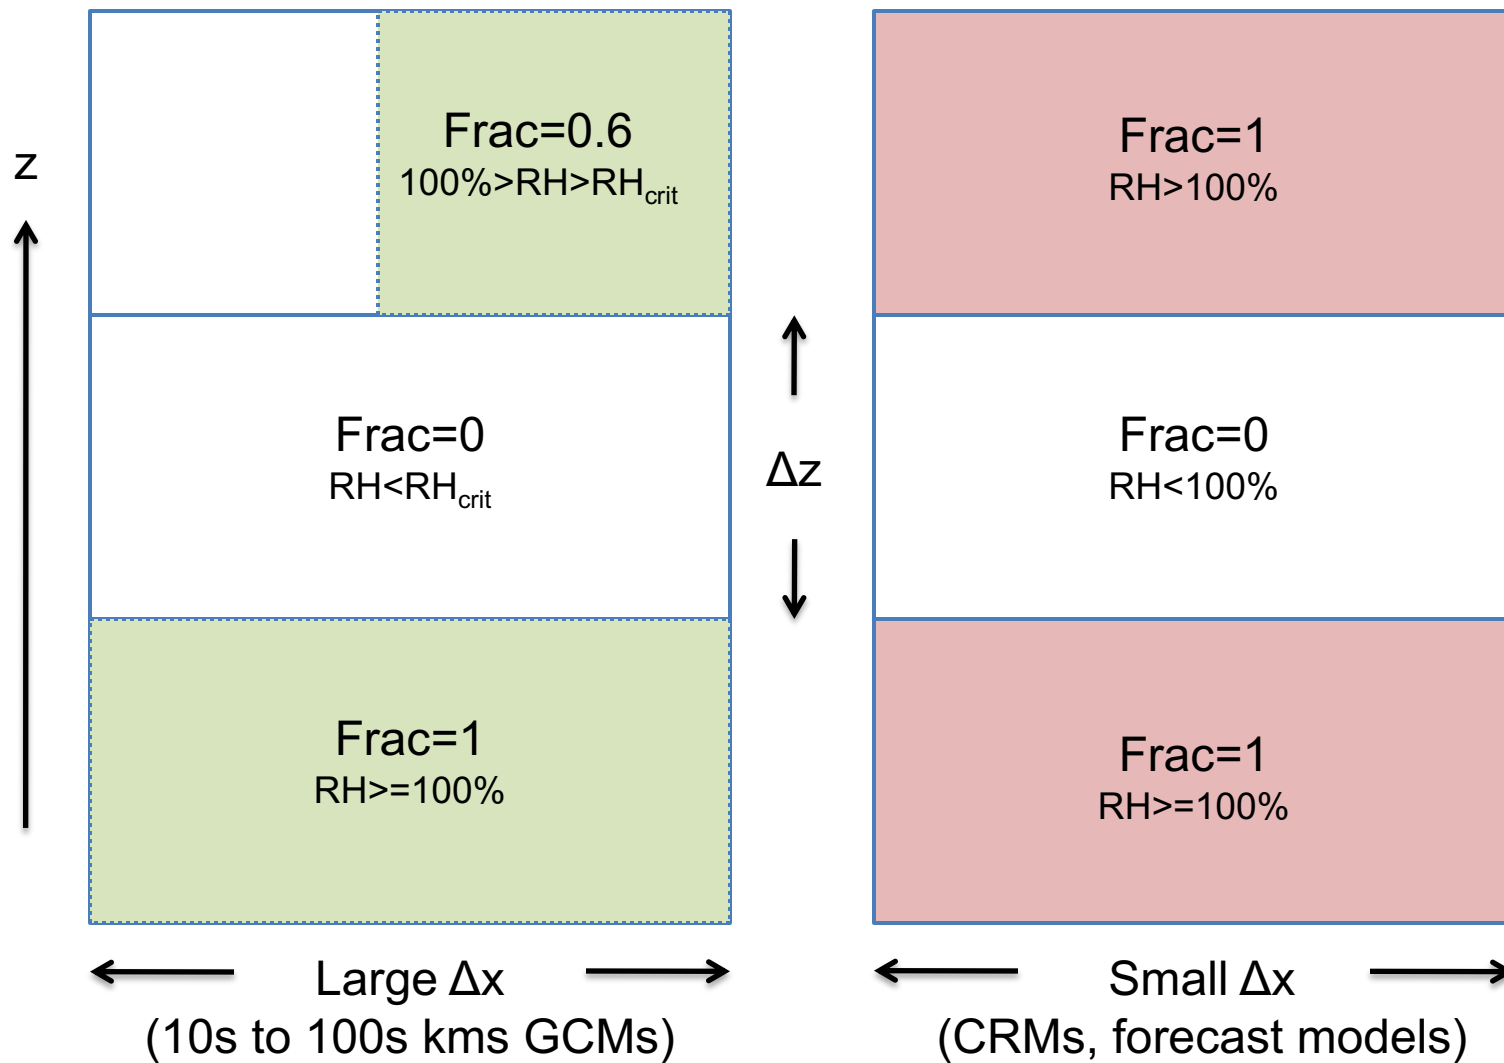 z
Frac=0.6
100%>RH>RHcrit
Frac=0
RH<RHcrit
Frac=1
RH>=100%
Large Δx
(10s to 100s kms GCMs)
Δz
Frac=1
RH>100%
Frac=0
RH<100%
Frac=1
RH>=100%
Small Δx
(CRMs, forecast models)